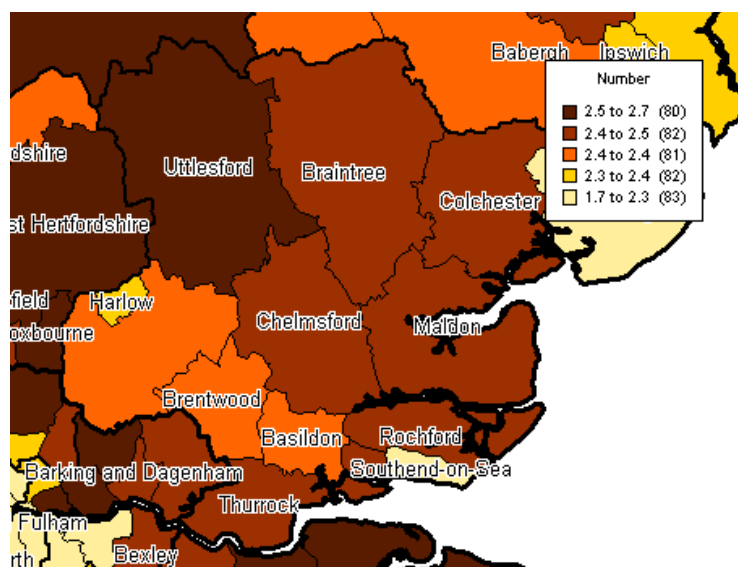 Babergh
Ipswich
Number
2.5 to 2.7 (80)
2.4 to 2.5 (82)
2.4 to 2.4 (81)
2.3 to 2.4 (82)
1.7 to 2.3 (83)
dshire
Uttlesford
Braintree
Colchester
st Hertfordshire
efield
Harlow
oxbourne
Chelmsford
Maldon
Brentwood
Basildon
Rochford
Barking and Dagenham
Southend-on-Sea
Thurrock
Fulham
rth
Bexley